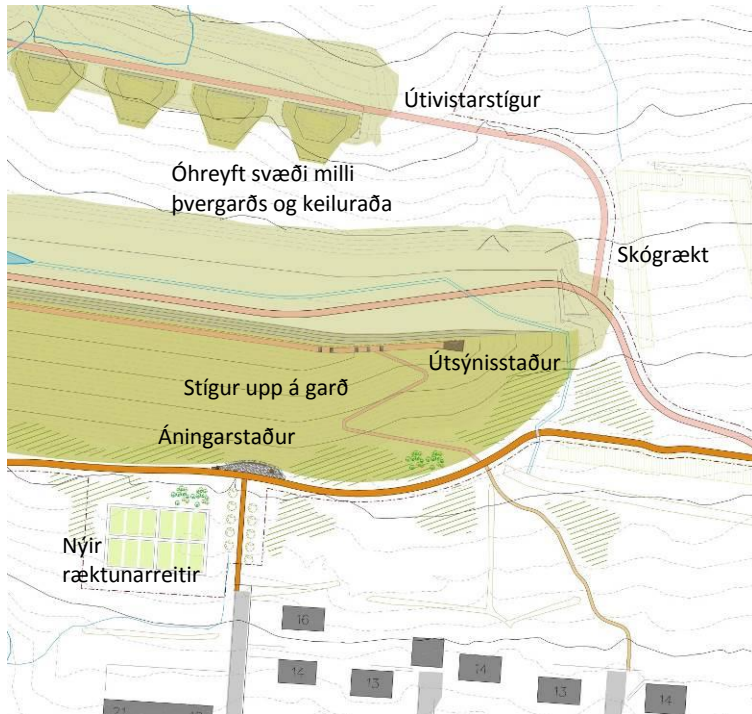 Útivistarstígur
Óhreyft svæði milli
þvergarðs og keiluraða
Skógrækt
Útsýnisstaður
Stígur upp á garð
Áningarstaður
Nýir
ræktunarreitir
16
14
13
14
13
14
21